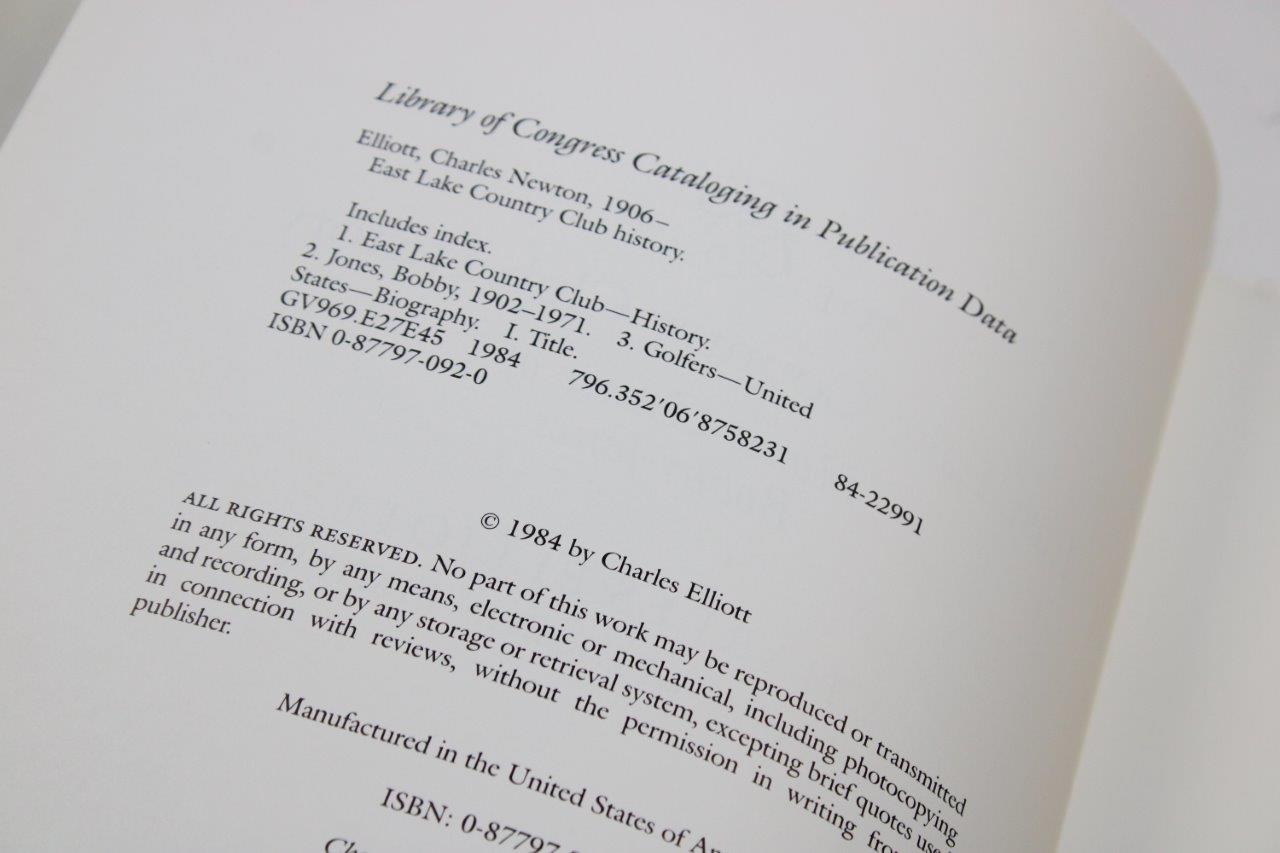 Library of Congress Cataloging in Publication Data
Elliott, Charles Newton, 1906–
East Lake Country Club history.
Includes index.
1. East Lake Country Club—History.
2. Jones, Bobby, 1902–1971. 3. Golfers—United
States—Biography. I. Title.
GV969.E27E45 1984 796.352′06′8758231 84-22991
ISBN 0-87797-092-0
© 1984 by Charles Elliott
ALL RIGHTS RESERVED. No part of this work may be reproduced or transmitted
in any form, by any means, electronic or mechanical, including photocopying
and recording, or by any storage or retrieval system, excepting brief quotes
in connection with reviews, without the permission in writing
publisher.
Manufactured in the United States of
ISBN: 0-87797